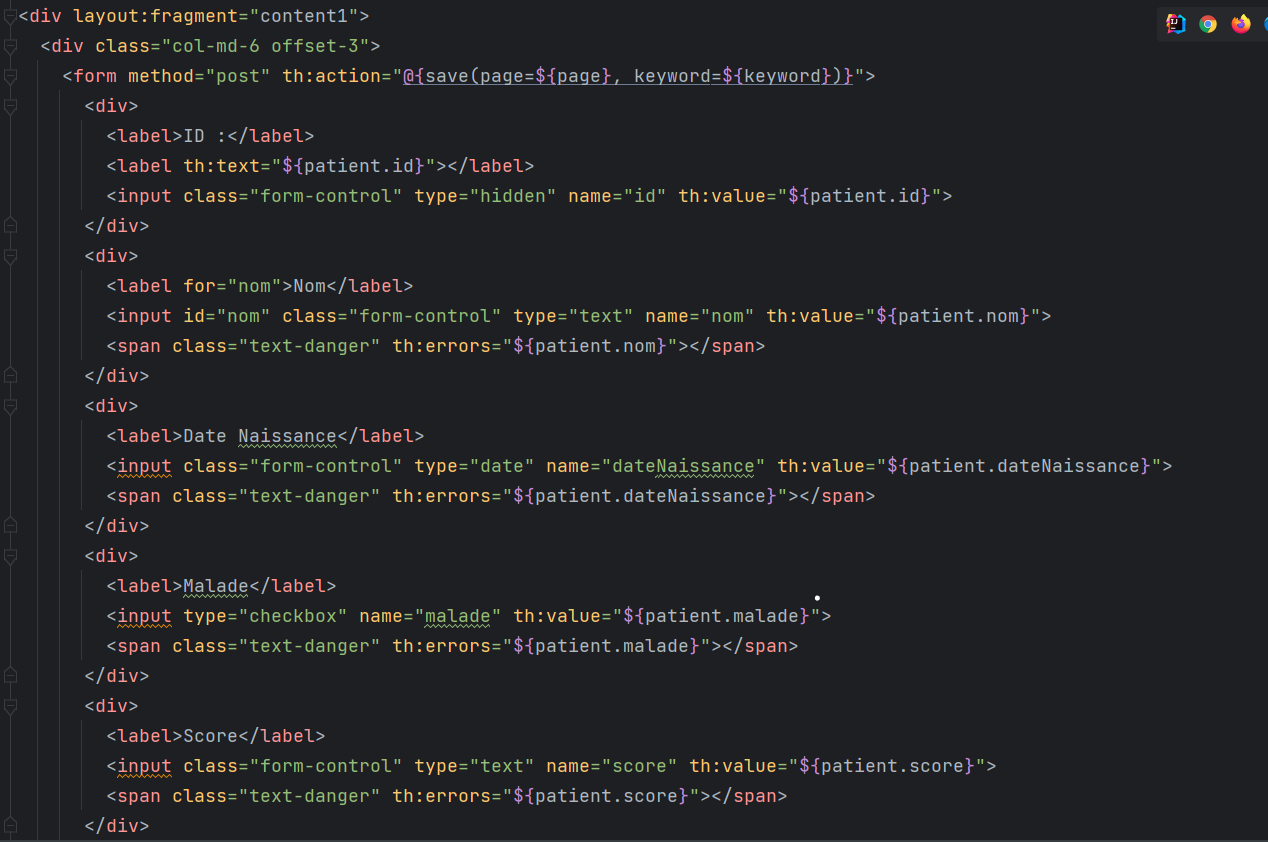 <div layout:fragment="content1">
<div class="col-md-6 offset-3">
<form method="post" th:action="@{save(page=${page}, keyword=${keyword})}">
<div>
<label>ID :</label>
<label th:text="${patient.id}"></label>
<input class="form-control" type="hidden" name="id" th:value="${patient.id}">
</div>
<div>
<label for="nom">Nom</label>
<input id="nom" class="form-control" type="text" name="nom" th:value="${patient.nom}">
<span class="text-danger" th:errors="${patient.nom}"></span>
</div>
<div>
<label>Date Naissance</label>
<input class="form-control" type="date" name="dateNaissance" th:value="${patient.dateNaissance}">
<span class="text-danger" th:errors="${patient.dateNaissance}"></span>
</div>
<div>
<label>Malade</label>
<input type="checkbox" name="malade" th:value="${patient.malade}">
<span class="text-danger" th:errors="${patient.malade}"></span>
</div>
<div>
<label>Score</label>
<input class="form-control" type="text" name="score" th:value="${patient.score}">
<span class="text-danger" th:errors="${patient.score}"></span>
</div>